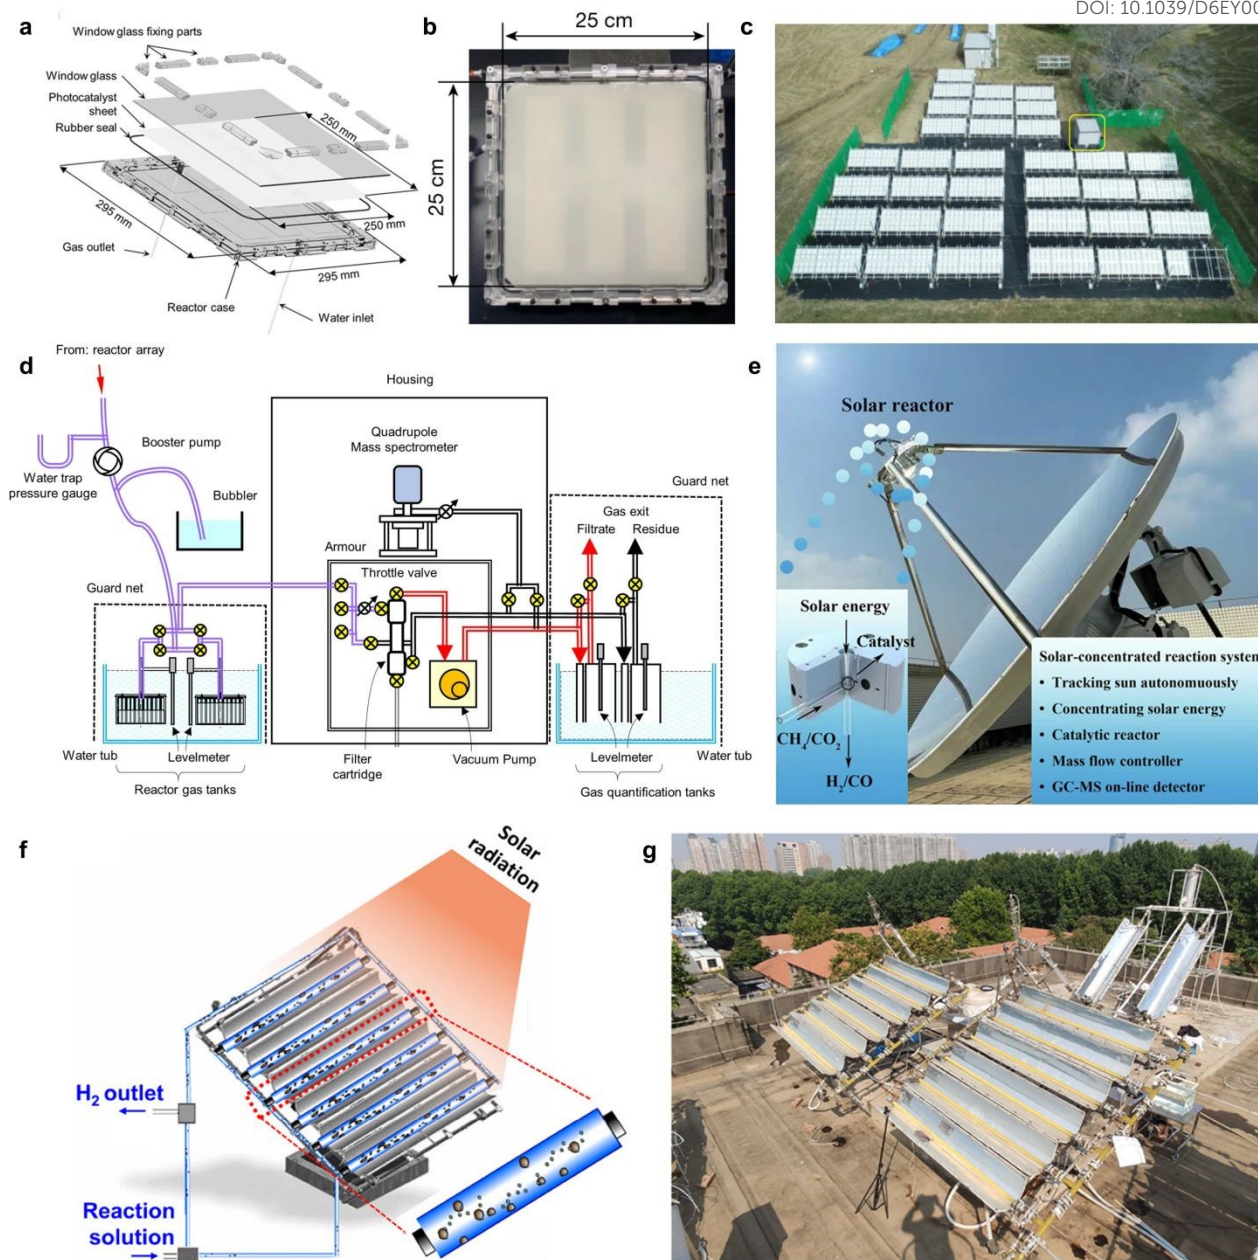 DOI: 10.1039/D6EY00
a
Window glass fixing parts
Window glass
Photocatalyst
sheet
Rubber seal
250 mm
250 mm
295 mm
295 mm
Gas outlet
Reactor case
Water inlet
b
25 cm
25 cm
c
d
From: reactor array
Water trap
pressure gauge
Booster pump
Bubbler
Housing
Quadrupole
Mass spectrometer
Guard net
Gas exit
Filtrate
Residue
Armour
Throttle valve
Guard net
Water tub
Levelmeter
Reactor gas tanks
Filter
cartridge
Vacuum Pump
Levelmeter
Water tub
Gas quantification tanks
e
Solar reactor
Solar energy
Catalyst
CH₄/CO₂
H₂/CO
Solar-concentrated reaction system
• Tracking sun autonomuously
• Concentrating solar energy
• Catalytic reactor
• Mass flow controller
• GC-MS on-line detector
f
Solar
radiation
H₂ outlet
Reaction
solution
g